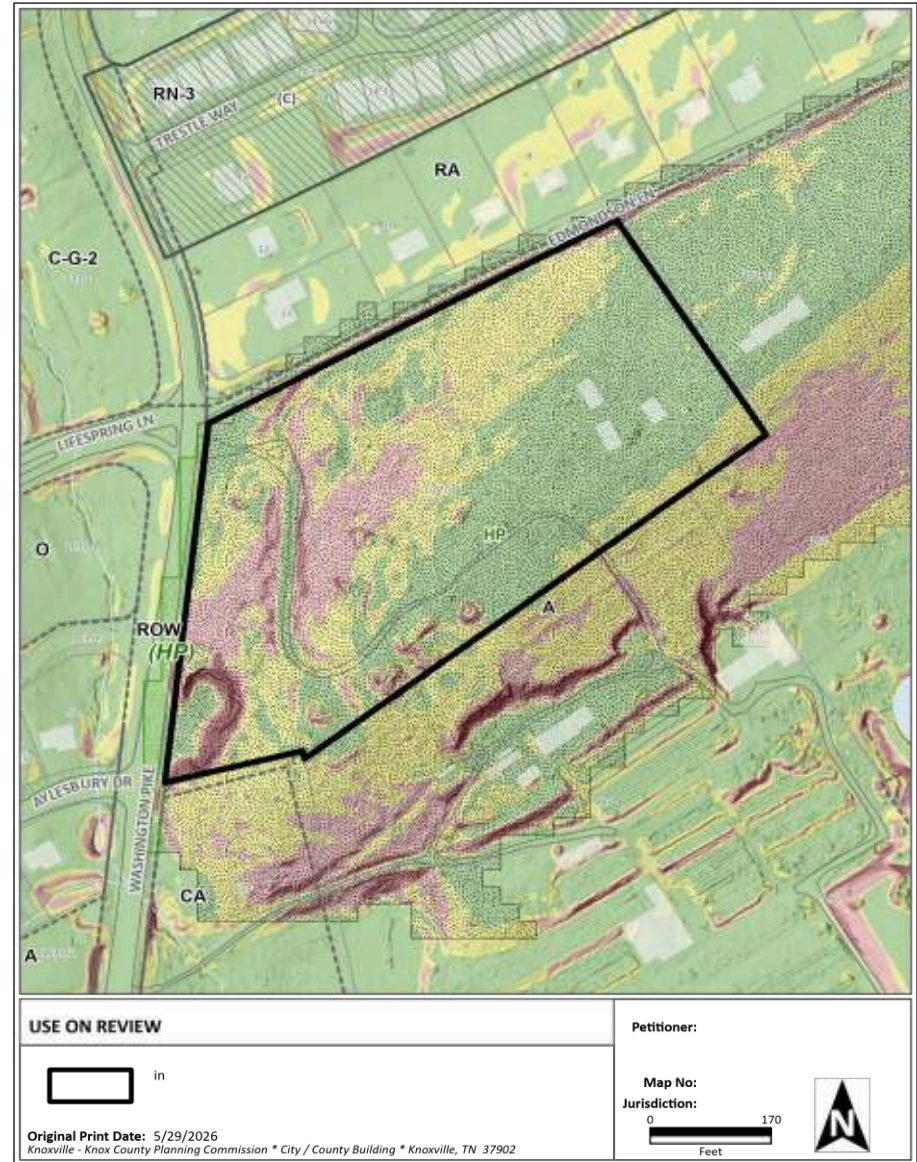 RN-3
(C)
TRESTLE WAY
RA
EDMONDSON LN
C-G-2
LIFESPRING LN
O
HP
A
ROW
(HP)
AYLESBURY DR
WASHINGTON PIKE
CA
A
USE ON REVIEW
in
Original Print Date: 5/29/2026
Knoxville - Knox County Planning Commission * City / County Building * Knoxville, TN 37902
Petitioner:
Map No:
Jurisdiction:
0 170
Feet
N